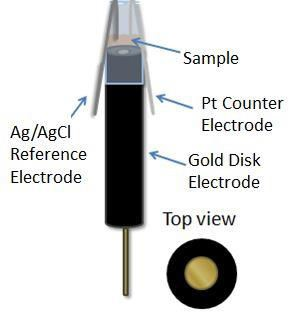 Sample
Pt Counter
Electrode
Ag/AgCl
Reference
Electrode
Gold Disk
Electrode
Top view